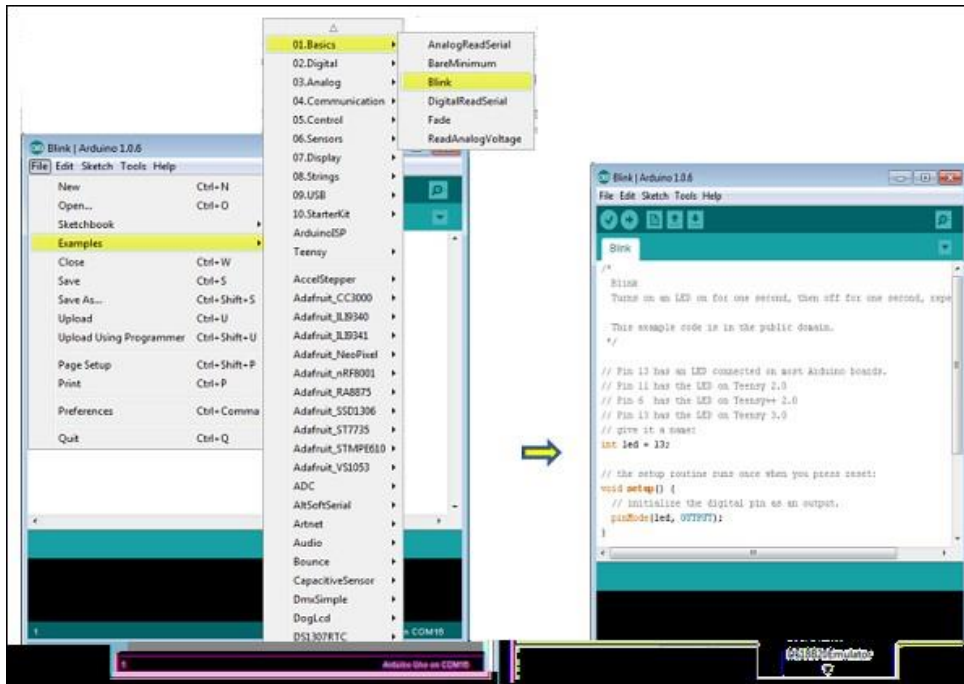 01.Basics
02.Digital
03.Analog
04.Communication
05.Control
06.Sensors
07.Display
08.Strings
09.USB
10.StarterKit
ArduinoISP
Teensy
AccelStepper
Adafruit_CC3000
Adafruit_ILI9340
Adafruit_ILI9341
Adafruit_NeoPixel
Adafruit_nRF8001
Adafruit_RA8875
Adafruit_SSD1306
Adafruit_ST7735
Adafruit_STMPE610
Adafruit_VS1053
ADC
AltSoftSerial
Artnet
Audio
Bounce
CapacitiveSensor
DmxSimple
DogLcd
DS1307RTC
AnalogReadSerial
BareMinimum
Blink
DigitalReadSerial
Fade
ReadAnalogVoltage
Blink | Arduino 1.0.6
File Edit Sketch Tools Help
New Ctrl+N
Open... Ctrl+O
Sketchbook
Examples
Close Ctrl+W
Save Ctrl+S
Save As... Ctrl+Shift+S
Upload Ctrl+U
Upload Using Programmer Ctrl+Shift+U
Page Setup Ctrl+Shift+P
Print Ctrl+P
Preferences Ctrl+Comma
Quit Ctrl+Q
1
n COM16
1
Arduino Uno on COM16
Blink | Arduino 1.0.6
File Edit Sketch Tools Help
Blink
/*
Blink
Turns on an LED on for one second, then off for one second, repe
This example code is in the public domain.
*/
// Pin 13 has an LED connected on most Arduino boards.
// Pin 11 has the LED on Teensy 2.0
// Pin 6 has the LED on Teensy++ 2.0
// Pin 13 has the LED on Teensy 3.0
// give it a name:
int led = 13;
// the setup routine runs once when you press reset:
void setup() {
// initialize the digital pin as an output.
pinMode(led, OUTPUT);
}